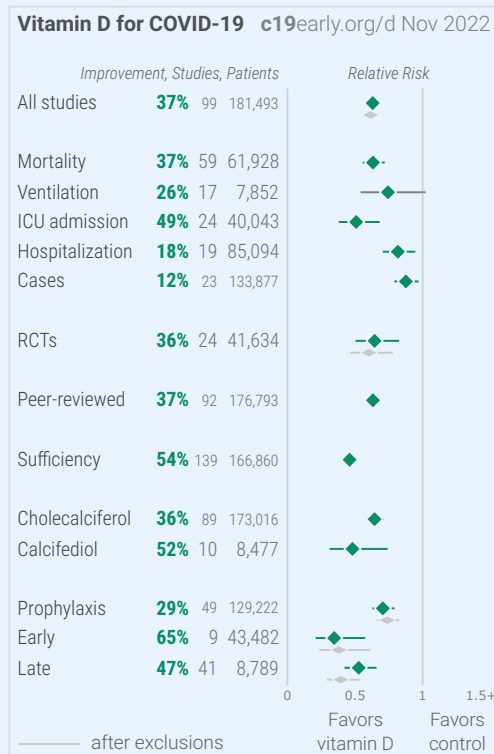 Vitamin D for COVID-19 c19early.org/d Nov 2022
Improvement, Studies, Patients Relative Risk
All studies 37% 99 181,493
Mortality 37% 59 61,928
Ventilation 26% 17 7,852
ICU admission 49% 24 40,043
Hospitalization 18% 19 85,094
Cases 12% 23 133,877
RCTs 36% 24 41,634
Peer-reviewed 37% 92 176,793
Sufficiency 54% 139 166,860
Cholecalciferol 36% 89 173,016
Calcifediol 52% 10 8,477
Prophylaxis 29% 49 129,222
Early 65% 9 43,482
Late 47% 41 8,789
0 0.5 1 1.5+
Favors Favors
after exclusions vitamin D control